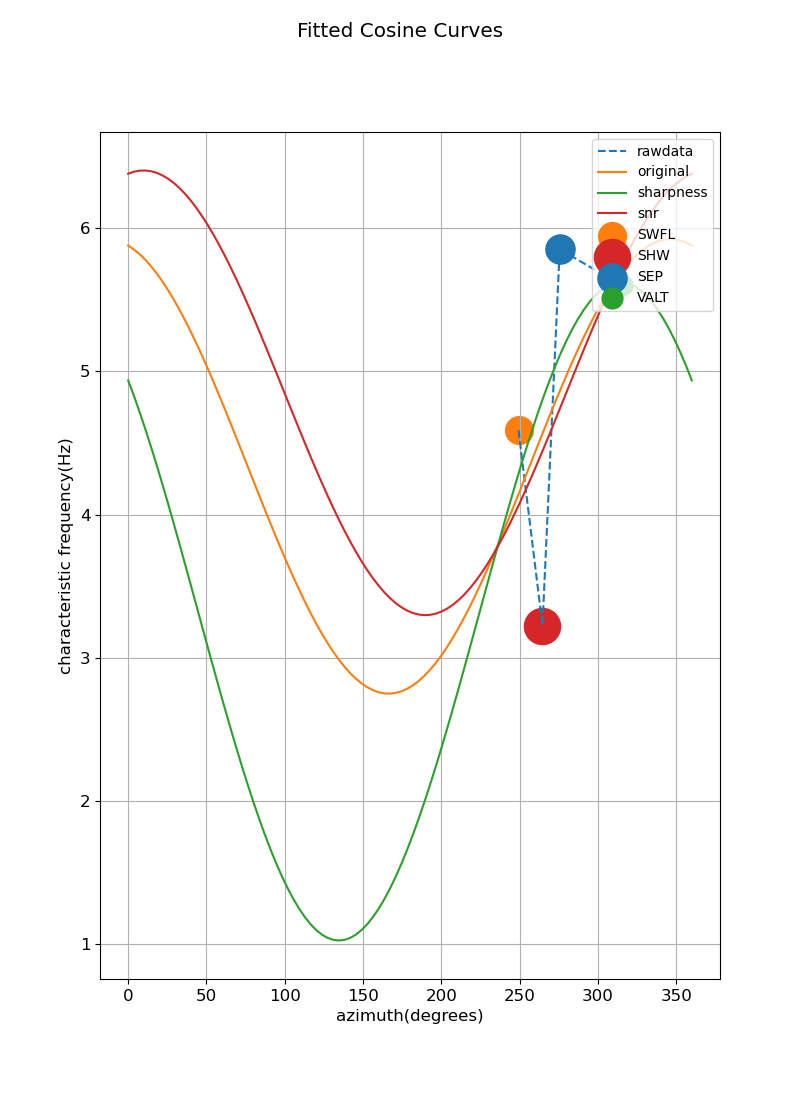 Fitted Cosine Curves
rawdata
original
sharpness
snr
SWFL
SHW
SEP
VALT
characteristic frequency(Hz)
6
5
4
3
2
1
0 50 100 150 200 250 300 350
azimuth(degrees)